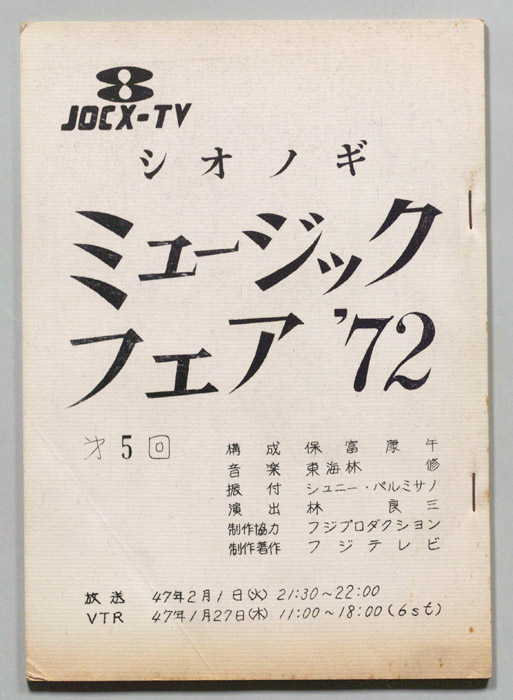 8
JOCX-TV
シオノギ
ミュージック
フェア '72
第5回
構成 保富康午
音楽 東海林修
振付 シュニー・パルミサノ
演出 林良三
制作協力 フジプロダクション
制作著作 フジテレビ
放送 47年2月1日(火) 21:30~22:00
VTR 47年1月27日(木) 11:00~18:00(6st)